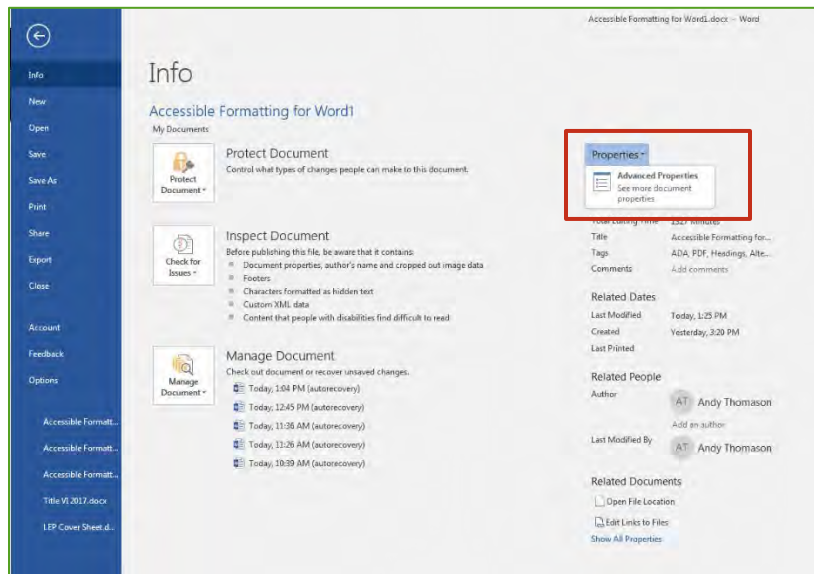 Accessible Formatting for Word1.docx - Word
Info
New
Open
Save
Save As
Print
Share
Export
Close
Account
Feedback
Options
Accessible Formatt...
Accessible Formatt...
Accessible Formatt...
Title VI 2017.docx
LEP Cover Sheet.d...
Info
Accessible Formatting for Word1
My Documents
Protect Document
Protect Document
Control what types of changes people can make to this document.
Check for Issues
Inspect Document
Before publishing this file, be aware that it contains:
Document properties, author's name and cropped out image data
Footers
Characters formatted as hidden text
Custom XML data
Content that people with disabilities find difficult to read
Manage Document
Manage Document
Check out document or recover unsaved changes.
Today, 1:04 PM (autorecovery)
Today, 12:45 PM (autorecovery)
Today, 11:36 AM (autorecovery)
Today, 11:26 AM (autorecovery)
Today, 10:39 AM (autorecovery)
Properties
Advanced Properties
See more document
properties
Total Editing Time 1327 Minutes
Title Accessible Formatting for...
Tags ADA, PDF, Headings, Alte...
Comments Add comments
Related Dates
Last Modified Today, 1:25 PM
Created Yesterday, 3:20 PM
Last Printed
Related People
Author AT Andy Thomason
Add an author
Last Modified By AT Andy Thomason
Related Documents
Open File Location
Edit Links to Files
Show All Properties